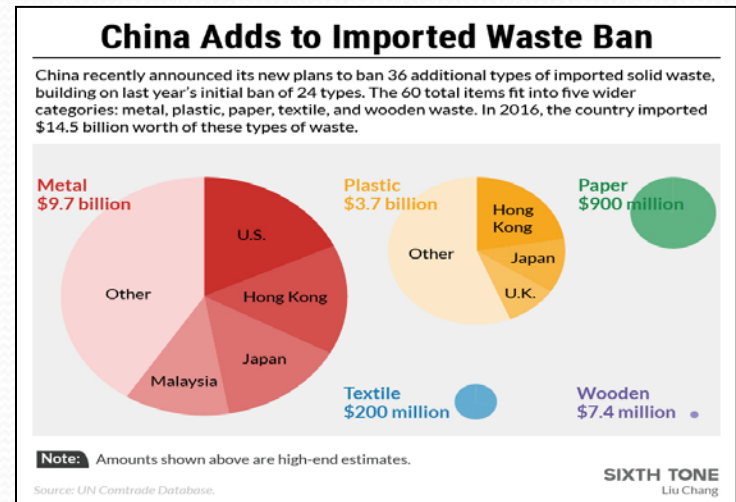 China Adds to Imported Waste Ban
China recently announced its new plans to ban 36 additional types of imported solid waste,
building on last year's initial ban of 24 types. The 60 total items fit into five wider
categories: metal, plastic, paper, textile, and wooden waste. In 2016, the country imported
$14.5 billion worth of these types of waste.
Metal
$9.7 billion
U.S.
Hong Kong
Japan
Malaysia
Other
Plastic
$3.7 billion
Hong
Kong
Japan
U.K.
Other
Paper
$900 million
Textile
$200 million
Wooden
$7.4 million
Note: Amounts shown above are high-end estimates.
Source: UN Comtrade Database.
SIXTH TONE
Liu Chang